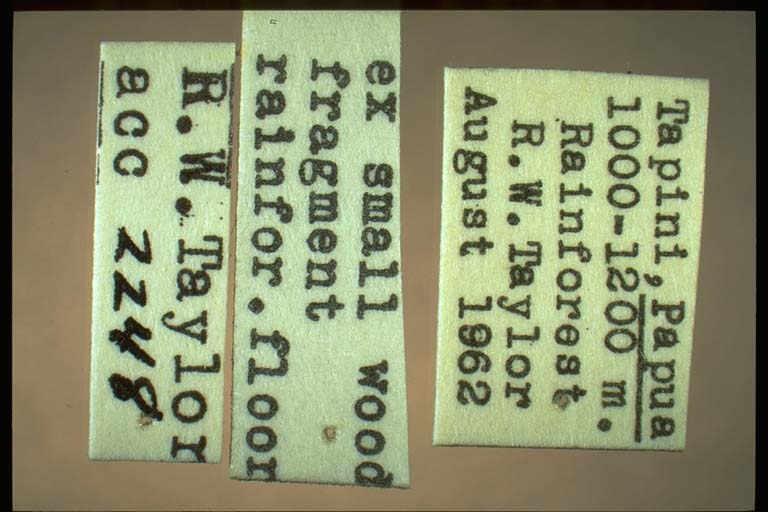 Tapini, Papua
1000-1200 m.
Rainforest
R.W.Taylor
August 1962
ex small wood
fragment
rainfor.floor
R.W.Taylor
acc 2248